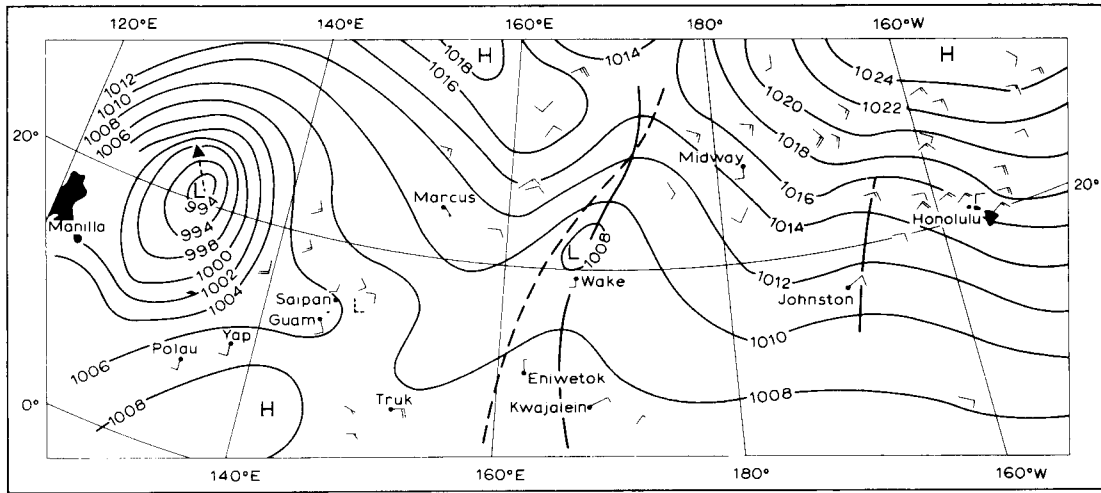 120°E
140°E
160°E
180°
160°W
H
H
1012
1010
1008
1006
1018
1016
1014
1024
1022
1020
1018
1016
1014
1012
1010
1008
20°
20°
0°
L
994
994
998
1000
1002
1004
1006
1008
H
Manilla
Marcus
Midway
Honolulu
L
1008
Wake
Johnston
Saipan
Guam
L
Yap
Polau
Truk
Eniwetok
Kwajalein
140°E
160°E
180°
160°W